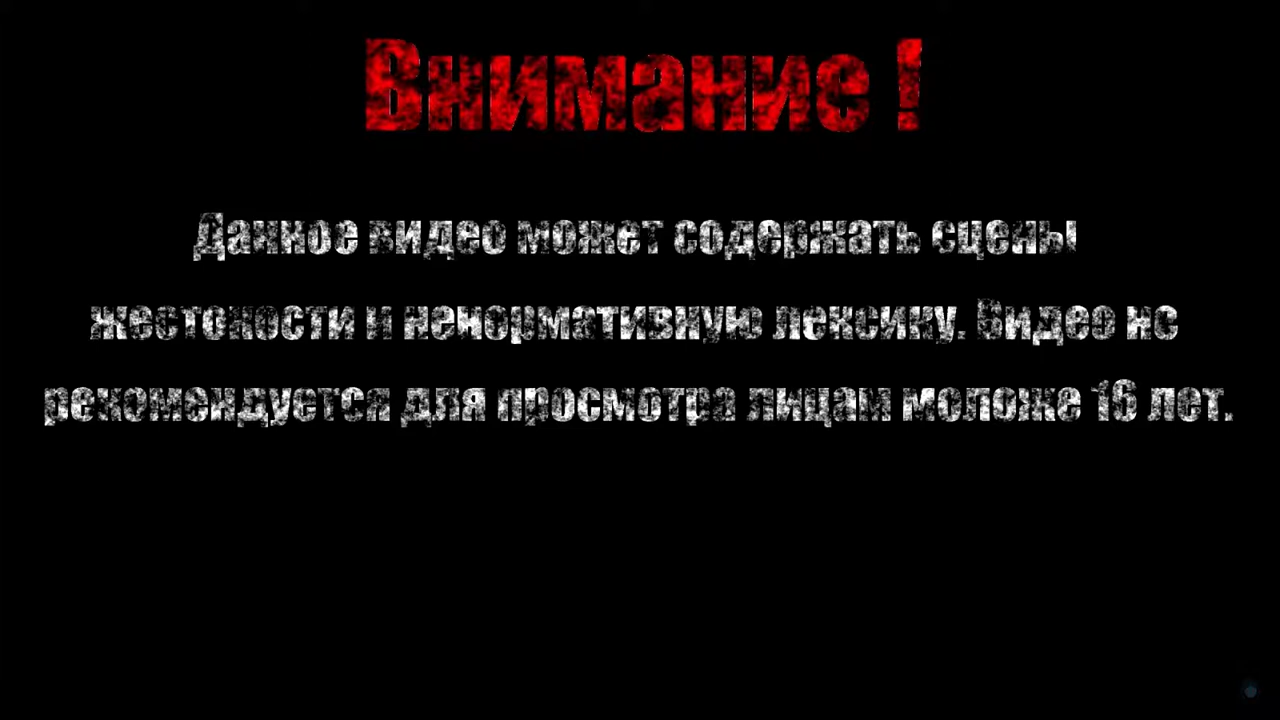 Внимание !
Данное видео может содержать сцены
жестокости и ненормативную лексику. Видео не
рекомендуется для просмотра лицам моложе 16 лет.